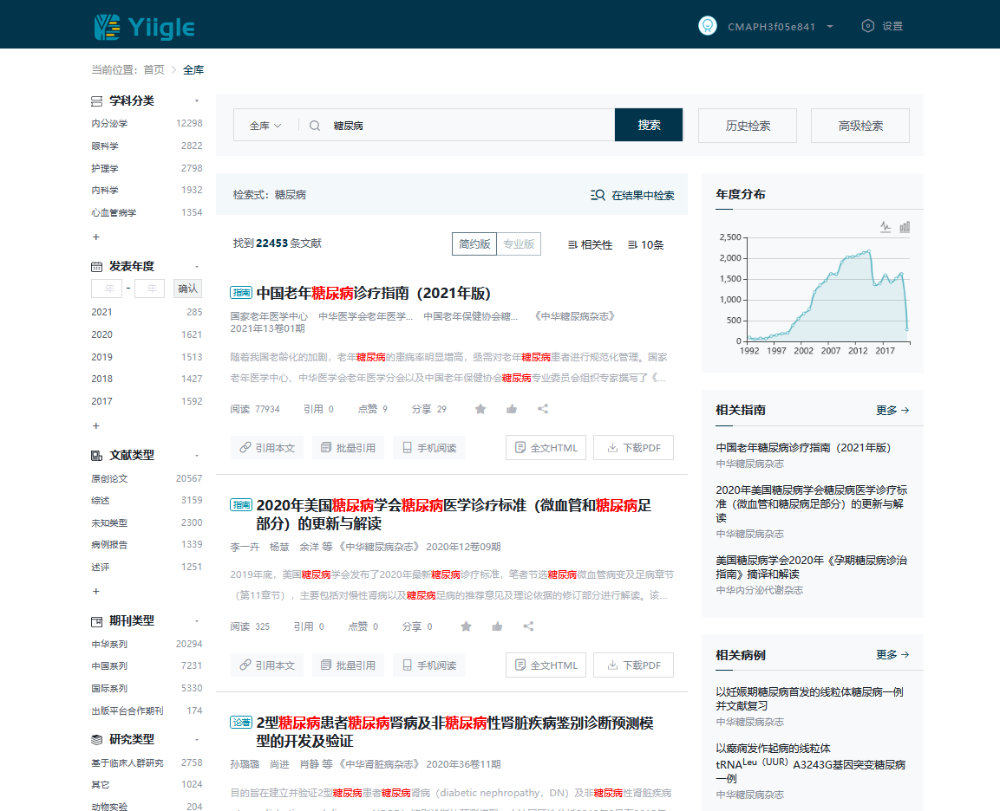 Yiigle
CMAPH3f05e841
设置
当前位置：首页 > 全库
学科分类
内分泌学 12298
眼科学 2822
护理学 2798
内科学 1932
心血管病学 1354
+
发表年度
年 - 年 确认
2021 285
2020 1621
2019 1513
2018 1427
2017 1592
+
文献类型
原创论文 20567
综述 3159
未知类型 2300
病例报告 1339
述评 1251
+
期刊类型
中华系列 20294
中国系列 7231
国际系列 5330
出版平台合作期刊 174
研究类型
基于临床人群研究 2758
其它 1024
动物实验 204
全库 糖尿病 搜索 历史检索 高级检索
检索式：糖尿病 在结果中检索
找到 22453 条文献 简约版 专业版 相关性 10条
指南 中国老年糖尿病诊疗指南（2021年版）
国家老年医学中心 中华医学会老年医学... 中国老年保健协会糖... 《中华糖尿病杂志》
2021年13卷01期
随着我国老龄化的加剧，老年糖尿病的患病率明显增高，亟需对老年糖尿病患者进行规范化管理。国家
老年医学中心、中华医学会老年医学分会以及中国老年保健协会糖尿病专业委员会组织专家撰写了《...
阅读 77934 引用 0 点赞 9 分享 29
引用本文 批量引用 手机阅读 全文HTML 下载PDF
指南 2020年美国糖尿病学会糖尿病医学诊疗标准（微血管和糖尿病足
部分）的更新与解读
李一卉 杨慧 余洋 等 《中华糖尿病杂志》 2020年12卷09期
2019年底，美国糖尿病学会发布了2020年最新糖尿病诊疗标准，笔者节选糖尿病微血管病变及足病章节
（第11章节），主要包括对慢性肾病以及糖尿病足病的推荐意见及理论依据的修订部分进行解读。该...
阅读 325 引用 0 点赞 0 分享 0
引用本文 批量引用 手机阅读 全文HTML 下载PDF
论著 2型糖尿病患者糖尿病肾病及非糖尿病性肾脏疾病鉴别诊断预测模
型的开发及验证
孙璐璐 尚进 肖静 等 《中华肾脏病杂志》 2020年36卷11期
目的旨在建立并验证2型糖尿病患者糖尿病肾病（diabetic nephropathy，DN）及非糖尿病性肾脏疾病
年度分布
2,500
2,000
1,500
1,000
500
0
1992 1997 2002 2007 2012 2017
相关指南 更多
中国老年糖尿病诊疗指南（2021年版）
中华糖尿病杂志
2020年美国糖尿病学会糖尿病医学诊疗标
准（微血管和糖尿病足部分）的更新与解
读
中华糖尿病杂志
美国糖尿病学会2020年《孕期糖尿病诊治
指南》摘译和解读
中华内分泌代谢杂志
相关病例 更多
以妊娠期糖尿病首发的线粒体糖尿病一例
并文献复习
中华糖尿病杂志
以癫痫发作起病的线粒体
tRNALeu（UUR）A3243G基因突变糖尿病
一例
中华糖尿病杂志